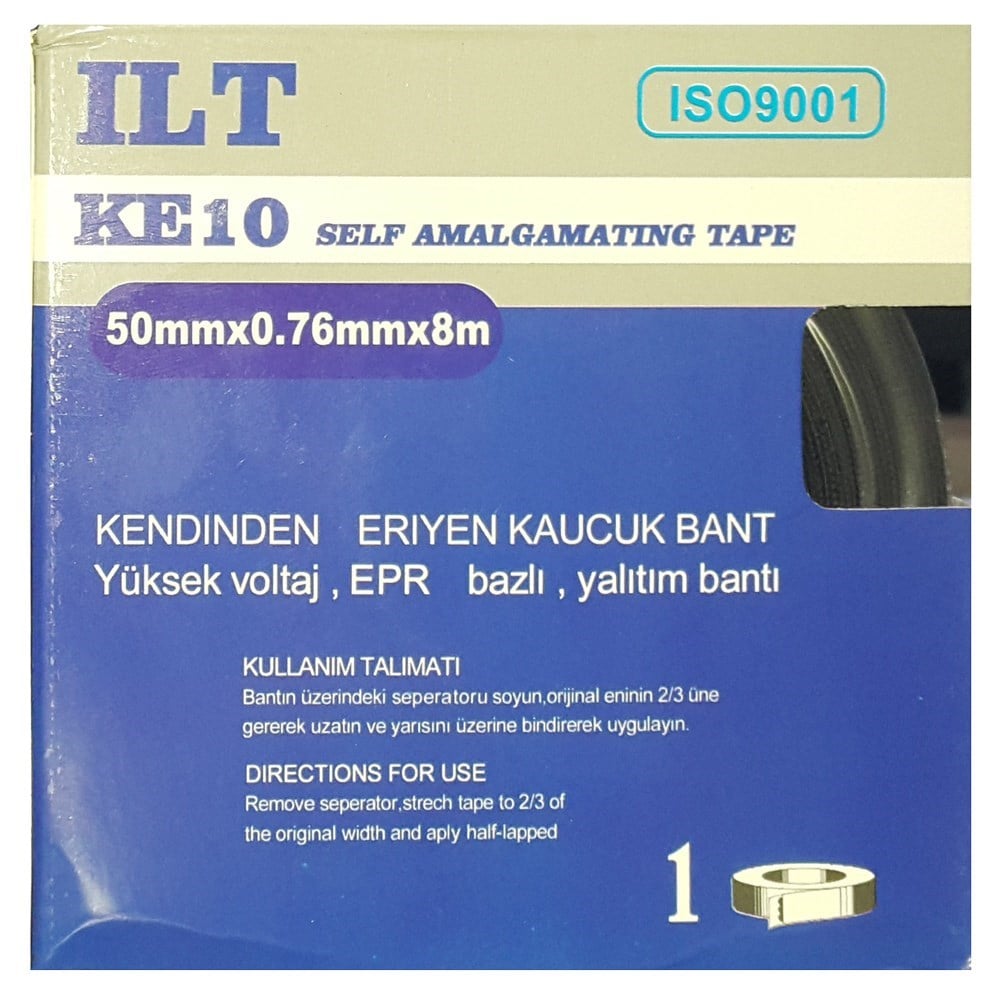 ILT
ISO9001
KE10 SELF AMALGAMATING TAPE
50mmx0.76mmx8m
KENDINDEN ERIYEN KAUCUK BANT
Yüksek voltaj , EPR bazlı , yalıtım bantı
KULLANIM TALIMATI
Bantın üzerindeki seperatoru soyun,orijinal eninin 2/3 üne
gererek uzatın ve yarısını üzerine bindirerek uygulayın.
DIRECTIONS FOR USE
Remove seperator,strech tape to 2/3 of
the original width and aply half-lapped
1